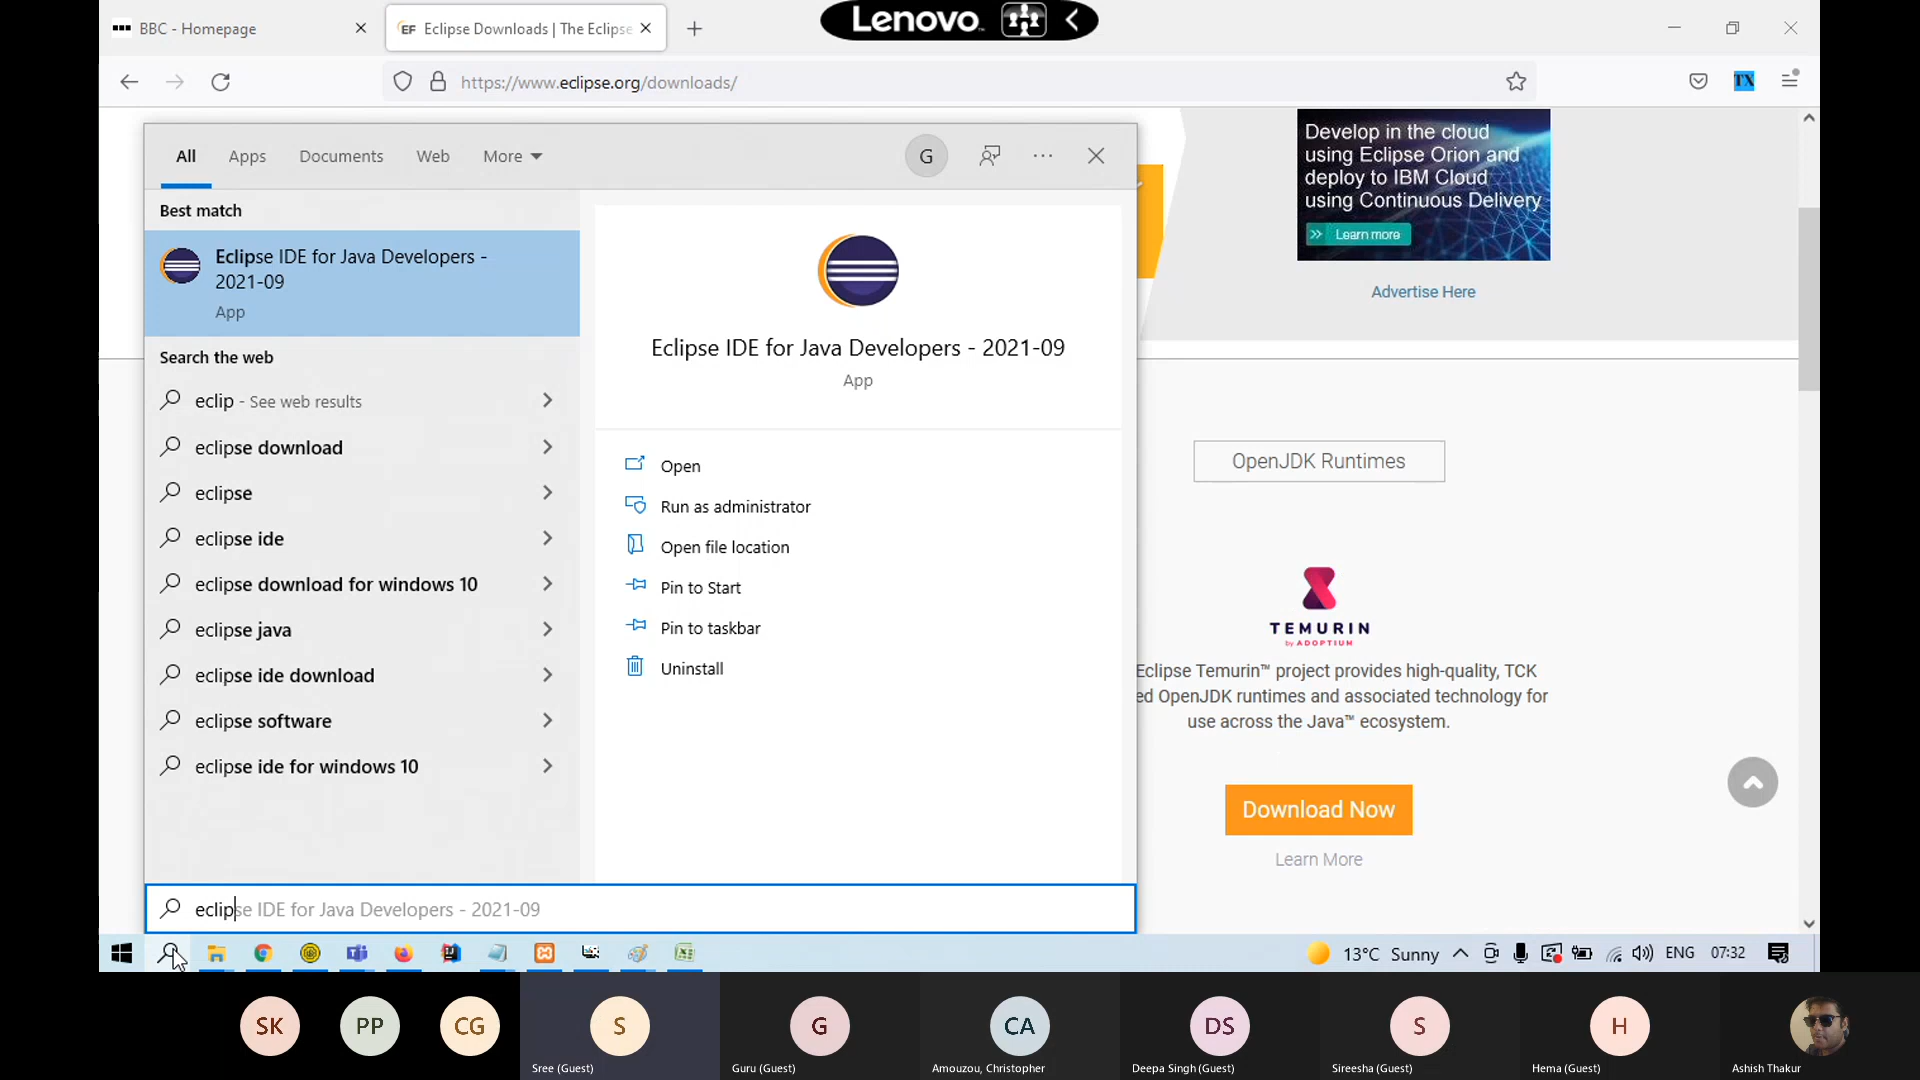 BBC - Homepage
EF Eclipse Downloads | The Eclipse
Lenovo
https://www.eclipse.org/downloads/
TX
All
Apps
Documents
Web
More
G
Best match
Eclipse IDE for Java Developers -
2021-09
App
Search the web
eclip - See web results
eclipse download
eclipse
eclipse ide
eclipse download for windows 10
eclipse java
eclipse ide download
eclipse software
eclipse ide for windows 10
Eclipse IDE for Java Developers - 2021-09
App
Open
Run as administrator
Open file location
Pin to Start
Pin to taskbar
Uninstall
Develop in the cloud
using Eclipse Orion and
deploy to IBM Cloud
using Continuous Delivery
Learn more
Advertise Here
OpenJDK Runtimes
TEMURIN
by ADOPTIUM
Eclipse Temurin™ project provides high-quality, TCK
ed OpenJDK runtimes and associated technology for
use across the Java™ ecosystem.
Download Now
Learn More
eclipse IDE for Java Developers - 2021-09
13°C Sunny
ENG
07:32
SK
PP
CG
S
Sree (Guest)
G
Guru (Guest)
CA
Amouzou, Christopher
DS
Deepa Singh (Guest)
S
Sireesha (Guest)
H
Hema (Guest)
Ashish Thakur